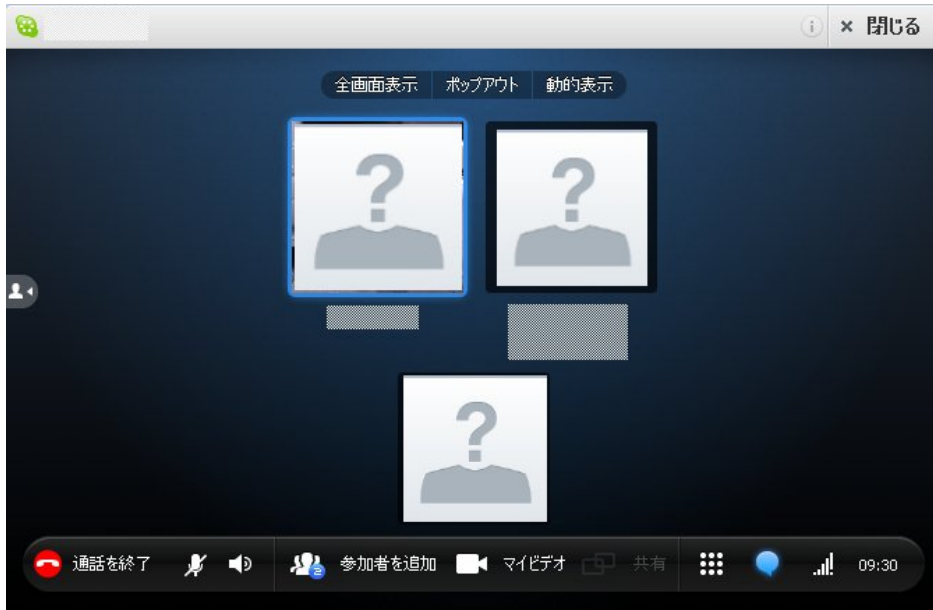 閉じる
全画面表示 ポップアウト 動的表示
?
?
?
通話を終了 参加者を追加 2 マイビデオ 共有 09:30